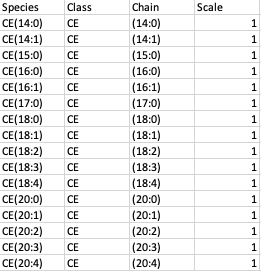 Species Class Chain Scale
CE(14:0) CE (14:0) 1
CE(14:1) CE (14:1) 1
CE(15:0) CE (15:0) 1
CE(16:0) CE (16:0) 1
CE(16:1) CE (16:1) 1
CE(17:0) CE (17:0) 1
CE(18:0) CE (18:0) 1
CE(18:1) CE (18:1) 1
CE(18:2) CE (18:2) 1
CE(18:3) CE (18:3) 1
CE(18:4) CE (18:4) 1
CE(20:0) CE (20:0) 1
CE(20:1) CE (20:1) 1
CE(20:2) CE (20:2) 1
CE(20:3) CE (20:3) 1
CE(20:4) CE (20:4) 1